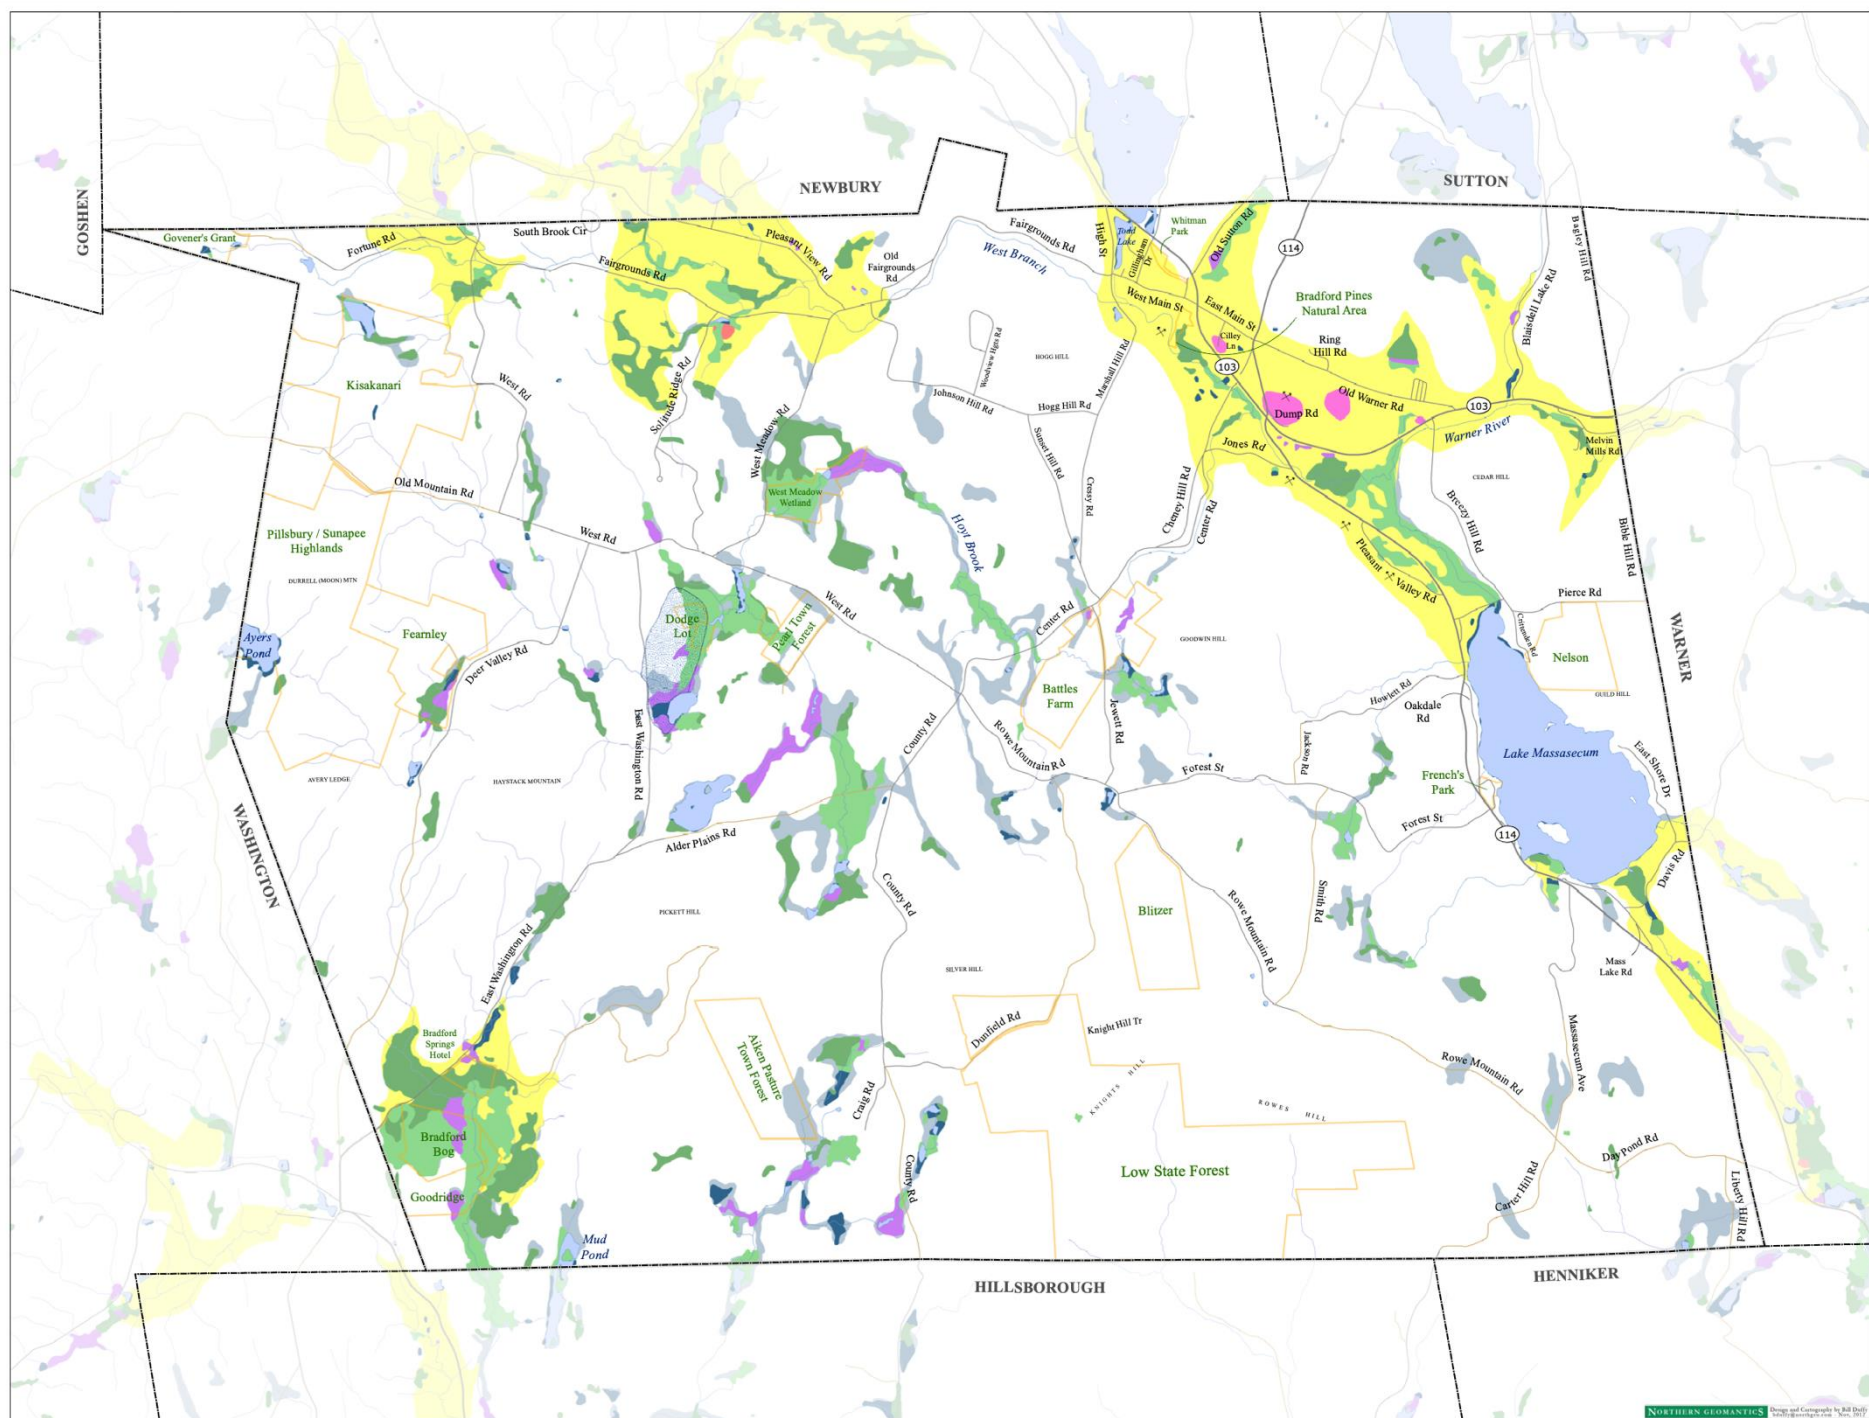 NEWBURY
SUTTON
GOSHEN
Govener's Grant
Fortune Rd
South Brook Cir
Fairgrounds Rd
Pleasant View Rd
Old
Fairgrounds
Rd
Fairgrounds Rd
West Branch
High St
Todd
Lake
Gillingham
Dr
Whitman
Park
Old Sutton Rd
114
Bagley Hill Rd
Blaisdell Lake Rd
Bradford Pines
Natural Area
West Main St
East Main St
Cilley
Ln
Ring
Hill Rd
103
Old Warner Rd
Dump Rd
103
Warner River
Melvin
Mills Rd
Jones Rd
CEDAR HILL
Kisakanari
West Rd
Solitude Ridge Rd
West Meadow Rd
Woodview Hgts Rd
HOGG HILL
Marshall Hill Rd
Johnson Hill Rd
Hogg Hill Rd
Sunset Hill Rd
Cressy Rd
Cheney Hill Rd
Center Rd
Breezy Hill Rd
Bible Hill Rd
Old Mountain Rd
West Meadow
Wetland
Hoyt Brook
Pillsbury / Sunapee
Highlands
West Rd
DURRELL (MOON) MTN
Pleasant
Valley Rd
Pierce Rd
Crittenden Rd
WARNER
Ayers
Pond
Fearnley
Deer Valley Rd
Dodge
Lot
Pearl Town
Forest
West Rd
Center Rd
GOODWIN HILL
Nelson
GUILD HILL
Battles
Farm
Jewett Rd
Howlett Rd
Oakdale
Rd
East Washington Rd
County Rd
Rowe Mountain Rd
Jackson Rd
Forest St
French's
Park
Lake Massasecum
East Shore Dr
AVERY LEDGE
HAYSTACK MOUNTAIN
WASHINGTON
Alder Plains Rd
Forest St
114
Davis Rd
County Rd
PICKETT HILL
Blitzer
Rowe Mountain Rd
Smith Rd
East Washington Rd
SILVER HILL
Mass
Lake Rd
Bradford
Springs
Hotel
Aiken Pasture
Town Forest
Dunfield Rd
Knight Hill Tr
Massasecum Ave
KNIGHTS HILL
ROWES HILL
Rowe Mountain Rd
Craig Rd
Bradford
Bog
Low State Forest
Day Pond Rd
Goodridge
County Rd
Carter Hill Rd
Liberty Hill Rd
Mud
Pond
HILLSBOROUGH
HENNIKER
NORTHERN GEOMANTICS
Design and Cartography by Bill Duffy